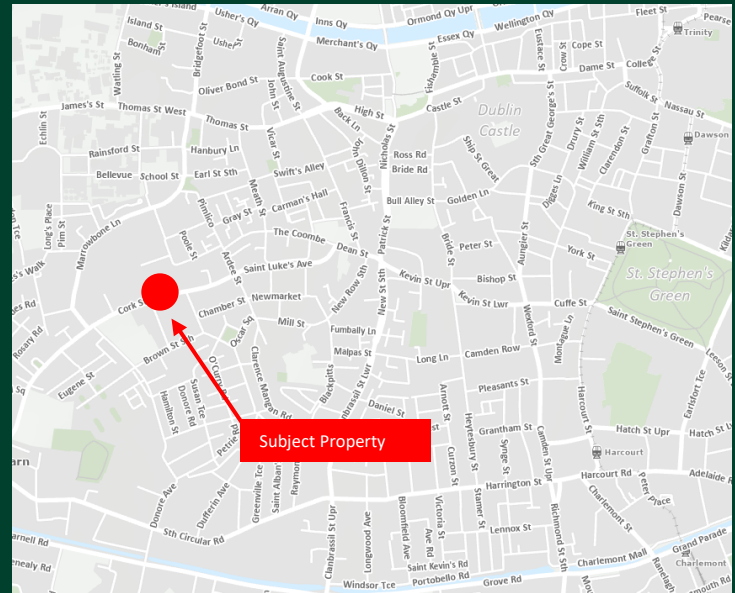 Arran Qy
Inns Qy
Ormond Qy Upr
Fleet St
Pearse
Usher's Qy
Wellington Qy
Trinity
Island St
Bonham St
Usher
Merchant's Qy
Essex Qy
Watling St
Bridgefoot St
Saint Augustine St
Fishamble St
Eustace St
Crow St
Cope St
Dame St
College St
Oliver Bond St
John St
Cook St
Suffolk St
Nassau St
James's St
Thomas St West
Thomas St
High St
Castle St
Back Ln
Dublin
Castle
Sth Great George's St
Drury St
William St Sth
Clarendon St
Grafton St
Dawson
Echlin St
Rainsford St
Hanbury Ln
Vicar St
John Dillon St
Nicholas St
Ross Rd
Ship St Great
Bride Rd
Bellevue
School St
Earl St Sth
Swift's Alley
Meath St
Carman's Hall
Francis St
Bull Alley St
Golden Ln
Digges Ln
King St Sth
Dawson St
Long's Place
Pim St
Marrowbone Ln
Pimlico
Gray St
Poole St
Ardee St
The Coombe
Dean St
Patrick St
Bride St
Peter St
Aungier St
York St
St. Stephen's
Green
St. Stephen's
Green
Saint Luke's Ave
Kevin St Upr
Bishop St
Kevin St Lwr
Cuffe St
Saint Stephen's Green
Cork St
Chamber St
Newmarket
New Row Sth
New St Sth
Wexford St
Montague Ln
Leeson St
Rosary Rd
Brown St Sth
Oscar Sq
Mill St
Fumbally Ln
Malpas St
Long Ln
Camden Row
Earlsfort Tce
Eugene St
O'Curry Rd
Clarence Mangan Rd
Blackpitts
Clanbrassil St Lwr
Pleasants St
Harcourt St
Susan Tce
Donore Rd
Hamilton St
Daniel St
Arnott St
Heytesbury St
Grantham St
Synge St
Camden St Upr
Hatch St Upr
Subject Property
Petrie
Curzon St
Harcourt
Harrington St
Harcourt Rd
Adelaide
Donore Ave
Dufferin Ave
Greenville Tce
Saint Alban'
Raymon
Stamer St
Peter Place
Sth Circular Rd
Clanbrassil St Upr
Longwood Ave
Bloomfield Ave
Victoria St
Ave Rd
Lennox St
Richmond St Sth
Charlemont St
Grand Parade
Charlemont Mall
Saint Kevin's Rd
Portobello Rd
Windsor Tce
Grove Rd
Charlemont
Ranelagh